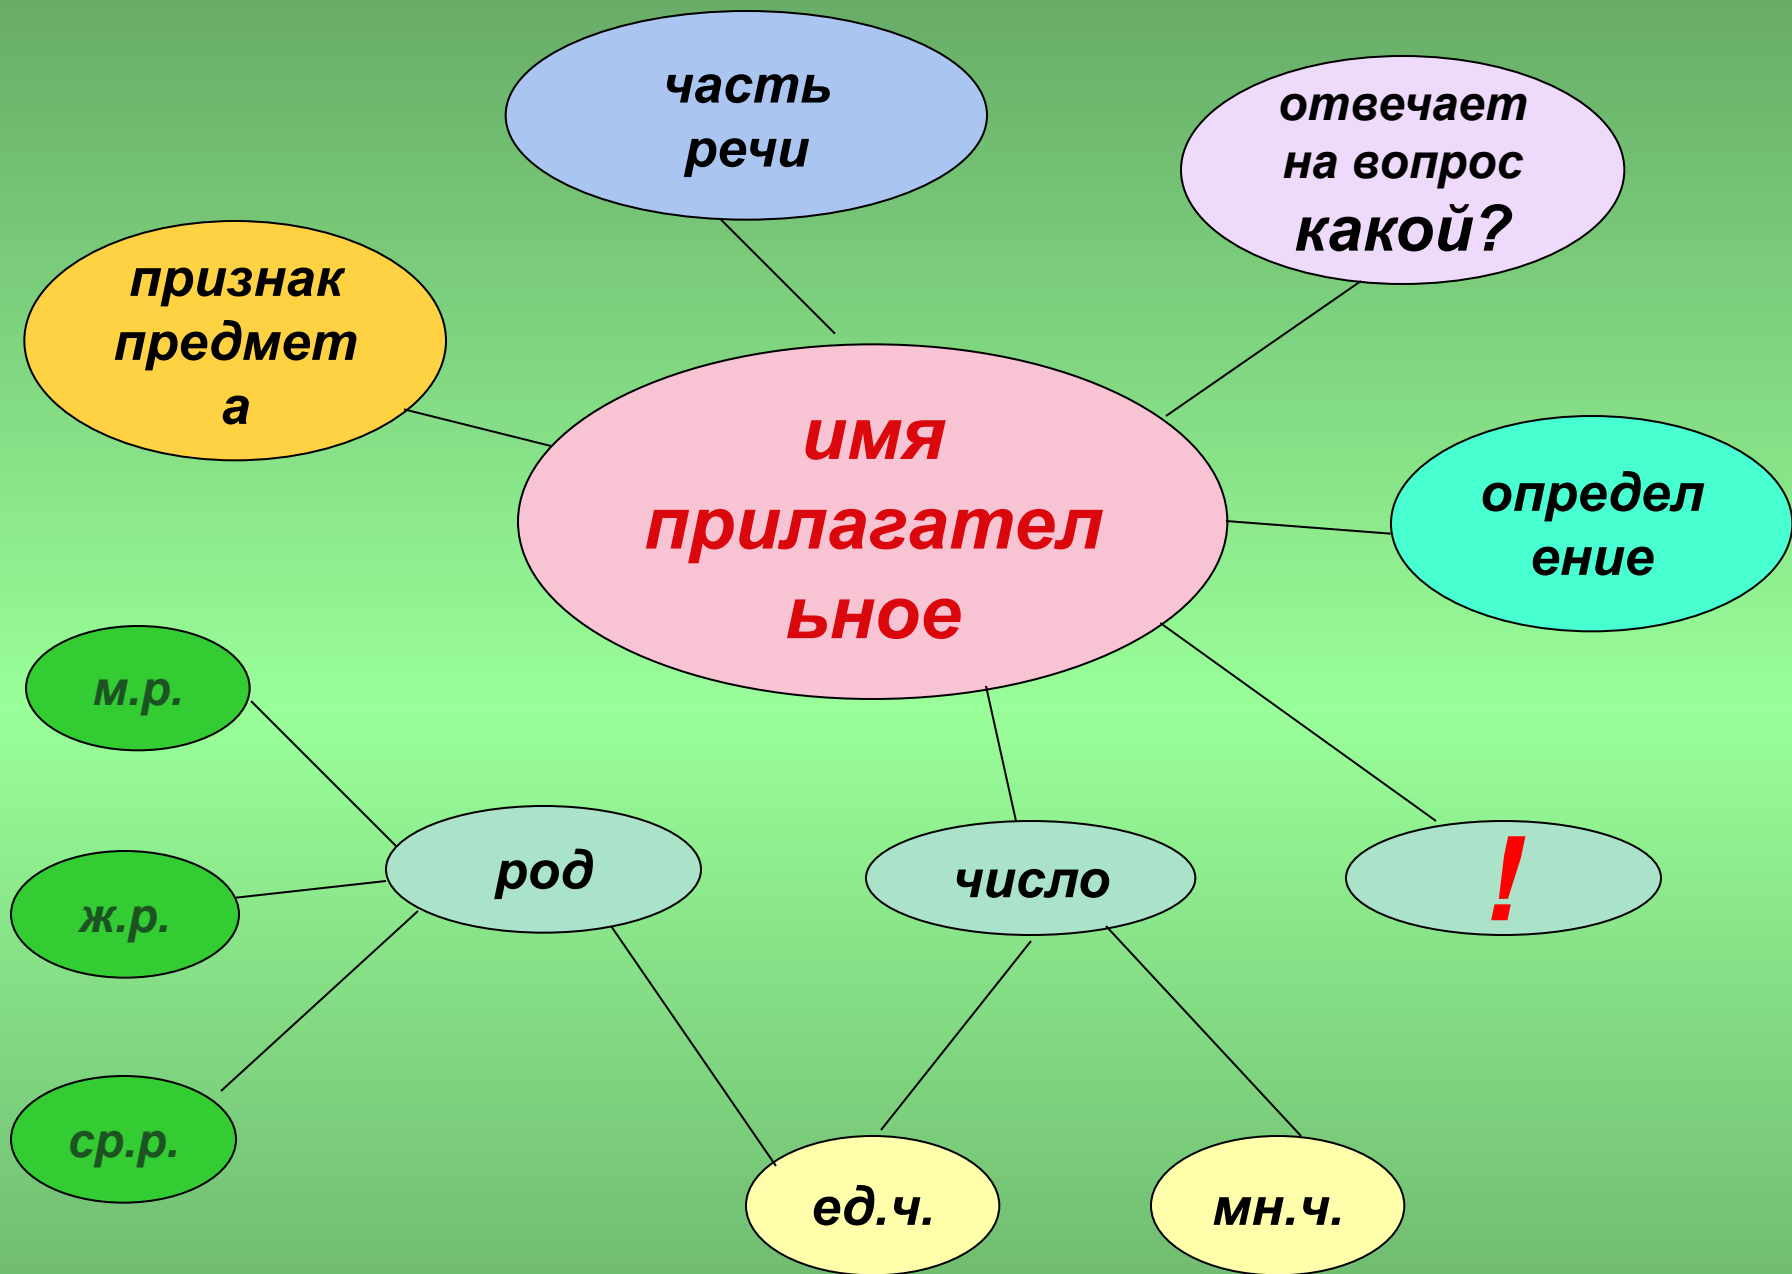 часть
речи
отвечает
на вопрос
какой?
признак
предмет
а
имя
прилагател
ьное
определ
ение
м.р.
ж.р.
ср.р.
род
число
!
ед.ч.
мн.ч.